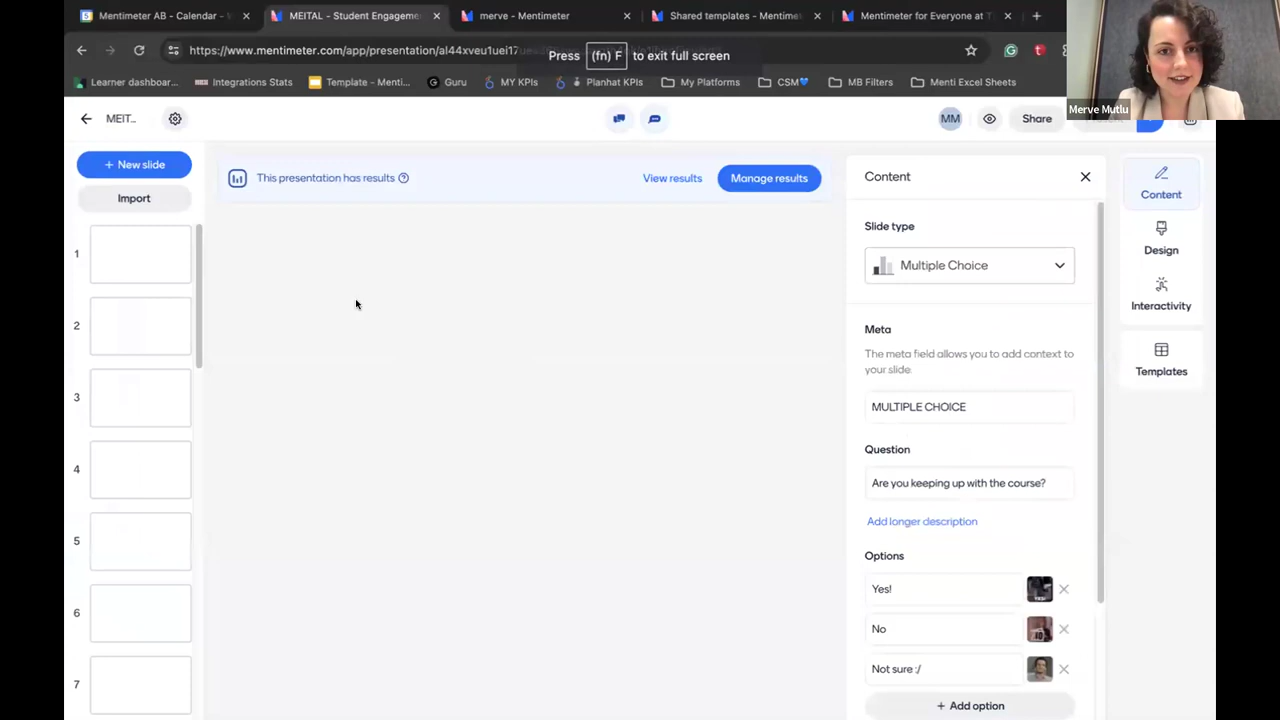 Mentimeter AB - Calendar - W
MEITAL - Student Engageme
merve - Mentimeter
Shared templates - Mentime
Mentimeter for Everyone at T
https://www.mentimeter.com/app/presentation/al44xveu1uei17
Press (fn) F to exit full screen
Learner dashboar...
Integrations Stats
Template - Menti...
Guru
MY KPIs
Planhat KPIs
My Platforms
CSM💙
MB Filters
Menti Excel Sheets
Merve Mutlu
MEIT...
MM
Share
+ New slide
Import
This presentation has results
View results
Manage results
Content
Content
Slide type
Design
Multiple Choice
Interactivity
Meta
The meta field allows you to add context to
your slide.
Templates
MULTIPLE CHOICE
Question
Are you keeping up with the course?
Add longer description
Options
Yes!
No
Not sure :/
+ Add option
1
2
3
4
5
6
7